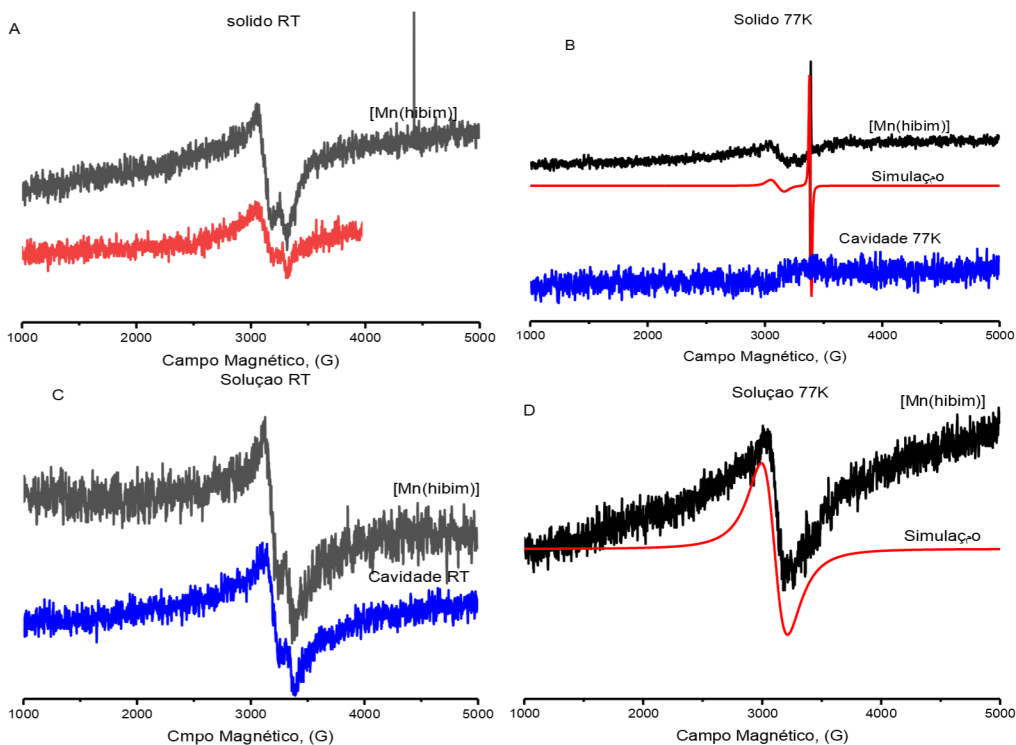 A
solido RT
[Mn(hibim)]
1000 2000 3000 4000 5000
Campo Magnético, (G)
Solido 77K
B
[Mn(hibim)]
Simulaç-o
Cavidade 77K
1000 2000 3000 4000 5000
Campo Magnético, (G)
Soluçao RT
C
[Mn(hibim)]
Cavidade RT
1000 2000 3000 4000 5000
Cmpo Magnético, (G)
D
Soluçao 77K
[Mn(hibim)]
Simulaç-o
1000 2000 3000 4000 5000
Campo Magnético, (G)